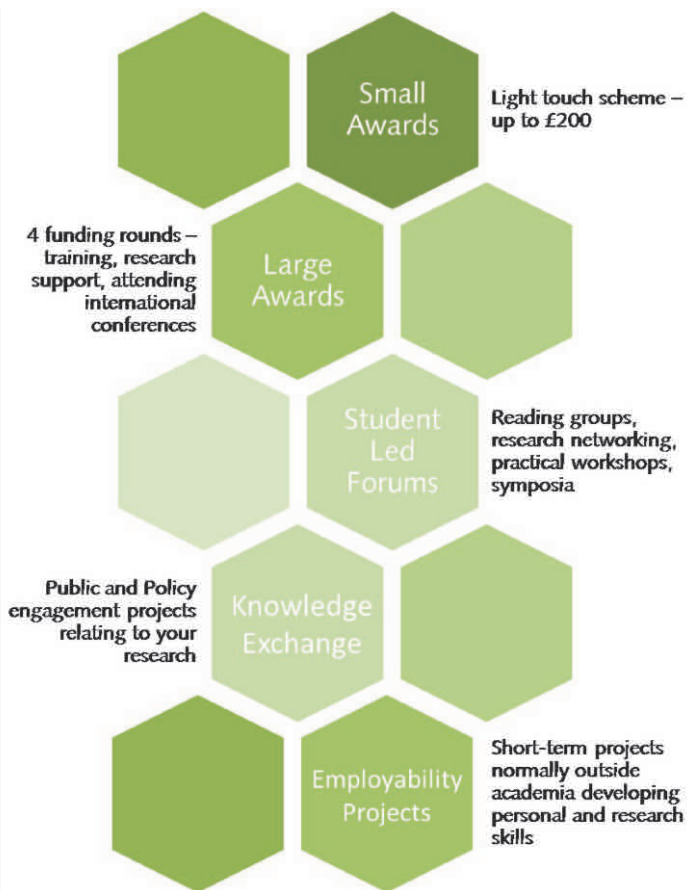 Small
Awards
Light touch scheme –
up to £200
4 funding rounds –
training, research
support, attending
international
conferences
Large
Awards
Student
Led
Forums
Reading groups,
research networking,
practical workshops,
symposia
Public and Policy
engagement projects
relating to your
research
Knowledge
Exchange
Employability
Projects
Short-term projects
normally outside
academia developing
personal and research
skills